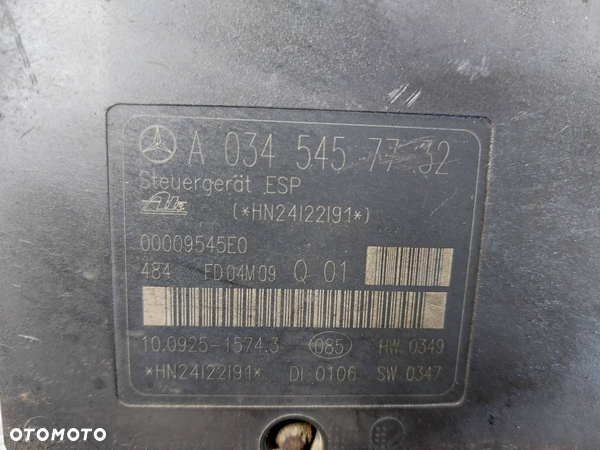 A 034 545 77 32
Steuergerät ESP
Ate (*HN24I22I91*)
00009545E0
484 FD04M09 Q 01
10.0925-1574.3 085 HW 0349
*HN24I22I91* DI 0106 SW 0347
OTOMOTO